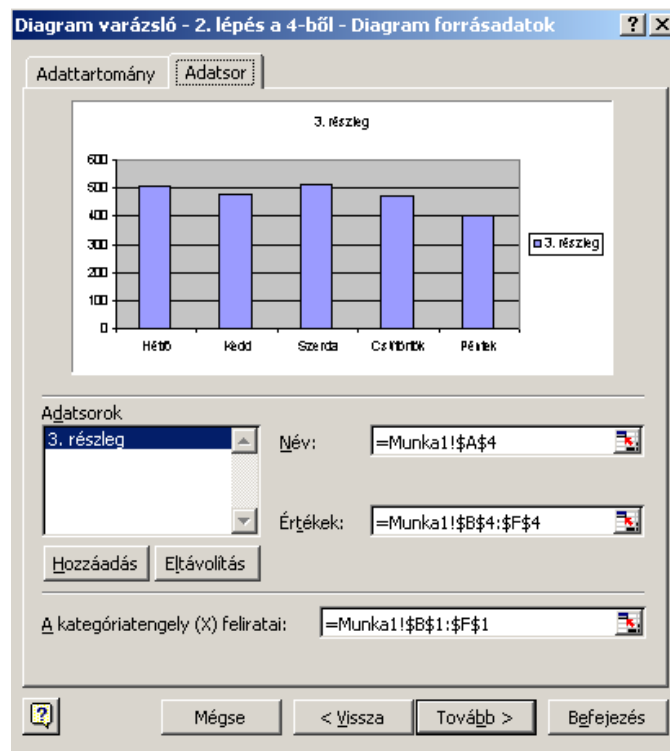 Diagram varázsló - 2. lépés a 4-ből - Diagram forrásadatok
Adattartomány Adatsor
3. részleg
600
500
400
300
200
100
0
Hétfő Kedd Szerda Csütörtök Péntek
3. részleg
Adatsorok
3. részleg
Név: =Munka1!$A$4
Értékek: =Munka1!$B$4:$F$4
Hozzáadás Eltávolítás
A kategóriatengely (X) feliratai: =Munka1!$B$1:$F$1
Mégse < Vissza Tovább > Befejezés